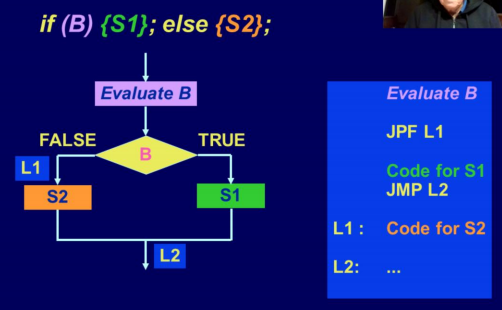 if (B) {S1}; else {S2};
Evaluate B
FALSE
TRUE
B
L1
S2
S1
L2
Evaluate B
JPF L1
Code for S1
JMP L2
L1 : Code for S2
L2: ...